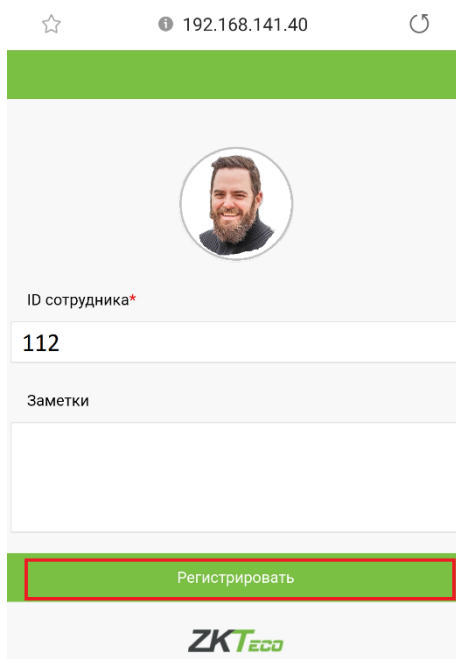 192.168.141.40
ID сотрудника*
112
Заметки
Регистрировать
ZKTECO